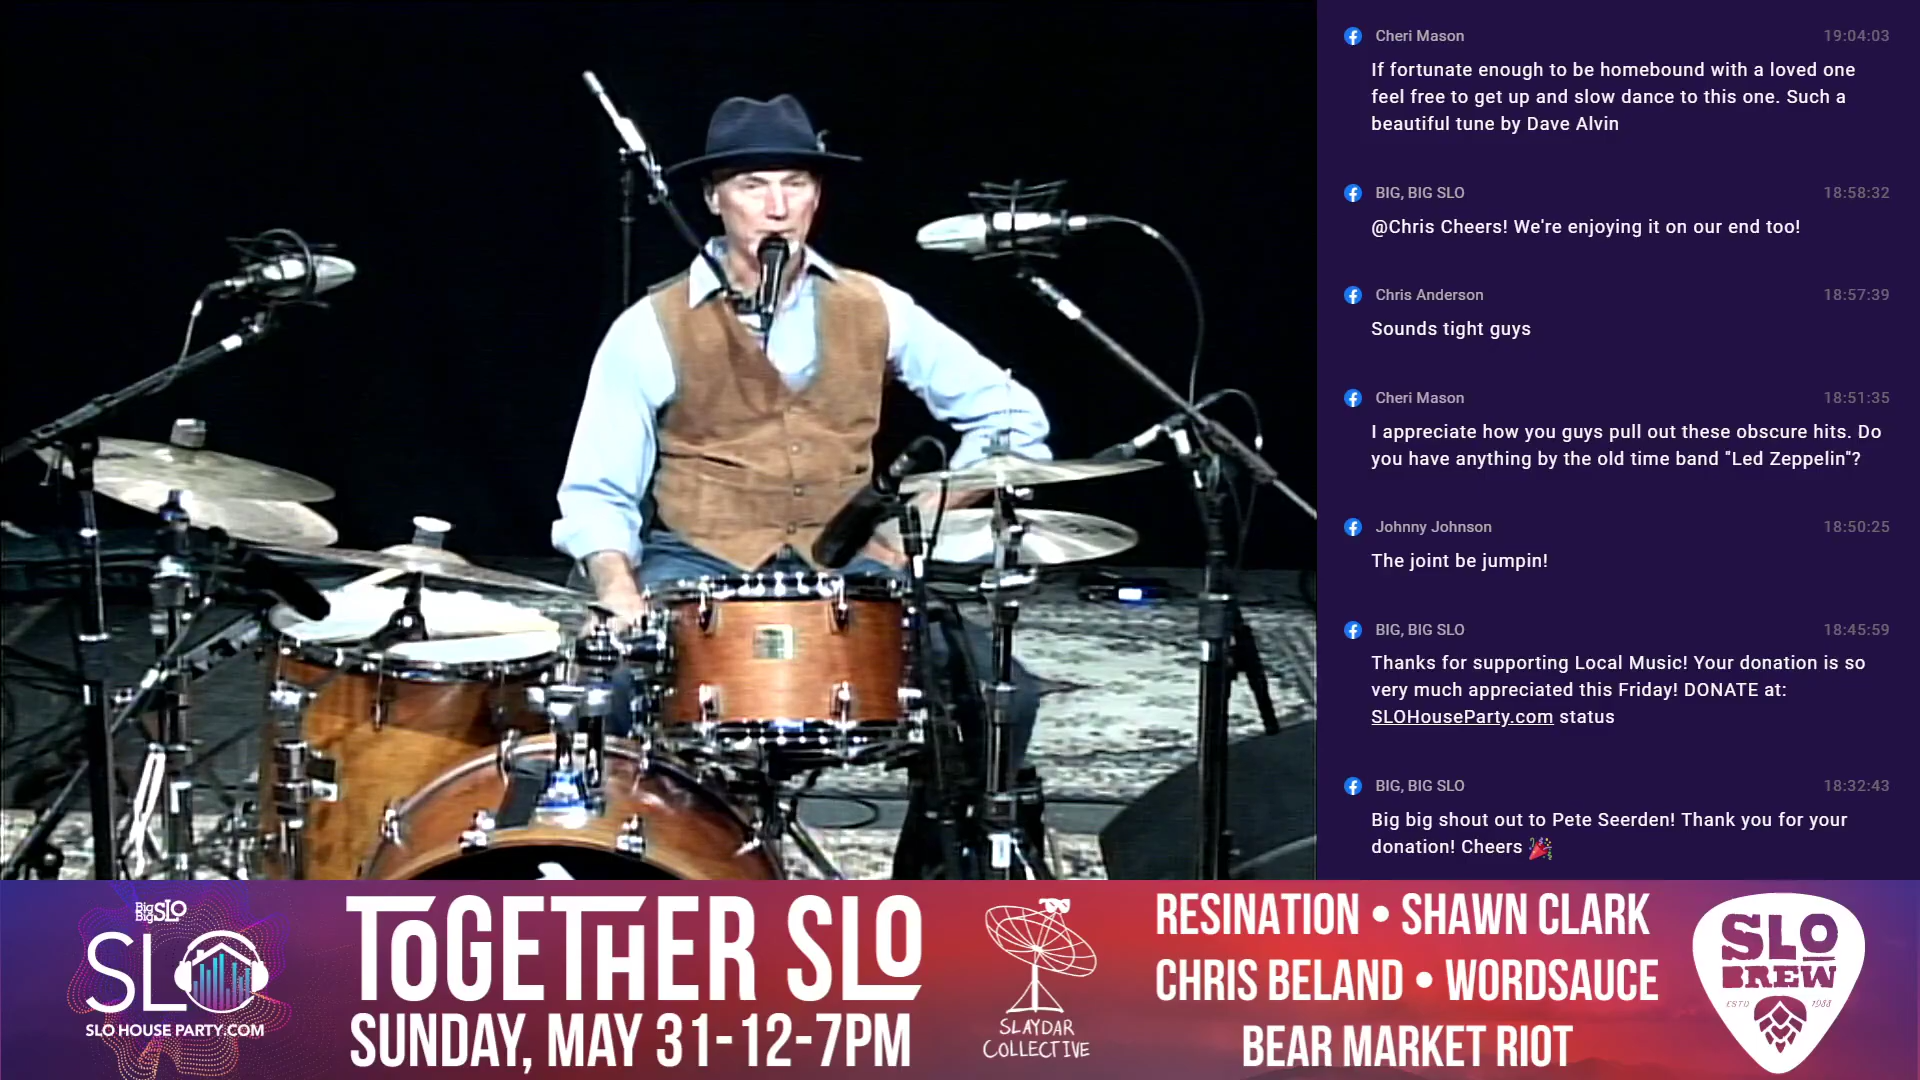 Cheri Mason 19:04:03
If fortunate enough to be homebound with a loved one
feel free to get up and slow dance to this one. Such a
beautiful tune by Dave Alvin
BIG, BIG SLO 18:58:32
@Chris Cheers! We're enjoying it on our end too!
Chris Anderson 18:57:39
Sounds tight guys
Cheri Mason 18:51:35
I appreciate how you guys pull out these obscure hits. Do
you have anything by the old time band "Led Zeppelin"?
Johnny Johnson 18:50:25
The joint be jumpin!
BIG, BIG SLO 18:45:59
Thanks for supporting Local Music! Your donation is so
very much appreciated this Friday! DONATE at:
SLOHouseParty.com status
BIG, BIG SLO 18:32:43
Big big shout out to Pete Seerden! Thank you for your
donation! Cheers 🎉
Big Big SLO
SLO
SLO HOUSE PARTY.COM
TOGETHER SLO
SUNDAY, MAY 31-12-7PM
SLAYDAR
COLLECTIVE
RESINATION • SHAWN CLARK
CHRIS BELAND • WORDSAUCE
BEAR MARKET RIOT
SLO
BREW
ESTD 1988